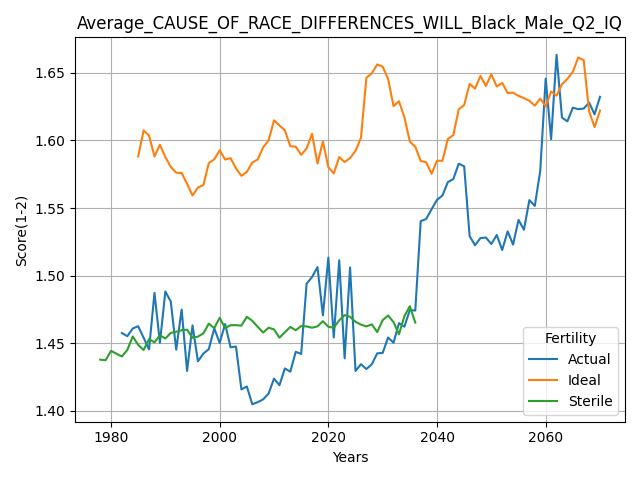 Average_CAUSE_OF_RACE_DIFFERENCES_WILL_Black_Male_Q2_IQ
Score(1-2)
1.65
1.60
1.55
1.50
1.45
1.40
1980
2000
2020
2040
2060
Years
Fertility
Actual
Ideal
Sterile